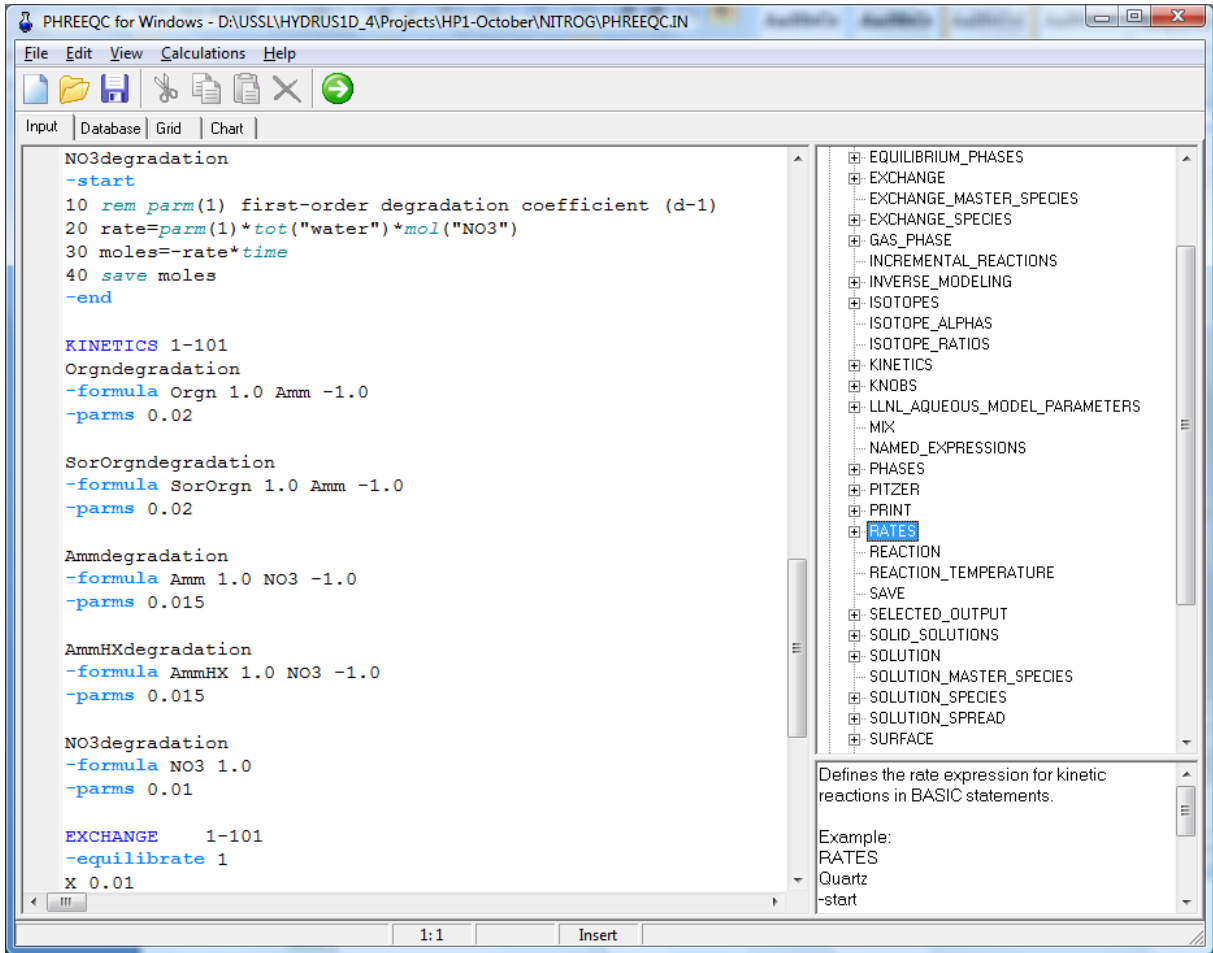 PHREEQC for Windows - D:\USSL\HYDRUS1D_4\Projects\HP1-October\NITROG\PHREEQC.IN
File Edit View Calculations Help
Input Database Grid Chart
NO3degradation
-start
10 rem parm(1) first-order degradation coefficient (d-1)
20 rate=parm(1)*tot("water")*mol("NO3")
30 moles=-rate*time
40 save moles
-end
KINETICS 1-101
Orgndegradation
-formula Orgn 1.0 Amm -1.0
-parms 0.02
SorOrgndegradation
-formula SorOrgn 1.0 Amm -1.0
-parms 0.02
Ammdegradation
-formula Amm 1.0 NO3 -1.0
-parms 0.015
AmmHXdegradation
-formula AmmHX 1.0 NO3 -1.0
-parms 0.015
NO3degradation
-formula NO3 1.0
-parms 0.01
EXCHANGE 1-101
-equilibrate 1
X 0.01
EQUILIBRIUM_PHASES
EXCHANGE
EXCHANGE_MASTER_SPECIES
EXCHANGE_SPECIES
GAS_PHASE
INCREMENTAL_REACTIONS
INVERSE_MODELING
ISOTOPES
ISOTOPE_ALPHAS
ISOTOPE_RATIOS
KINETICS
KNOBS
LLNL_AQUEOUS_MODEL_PARAMETERS
MIX
NAMED_EXPRESSIONS
PHASES
PITZER
PRINT
RATES
REACTION
REACTION_TEMPERATURE
SAVE
SELECTED_OUTPUT
SOLID_SOLUTIONS
SOLUTION
SOLUTION_MASTER_SPECIES
SOLUTION_SPECIES
SOLUTION_SPREAD
SURFACE
Defines the rate expression for kinetic
reactions in BASIC statements.
Example:
RATES
Quartz
-start
1:1 Insert